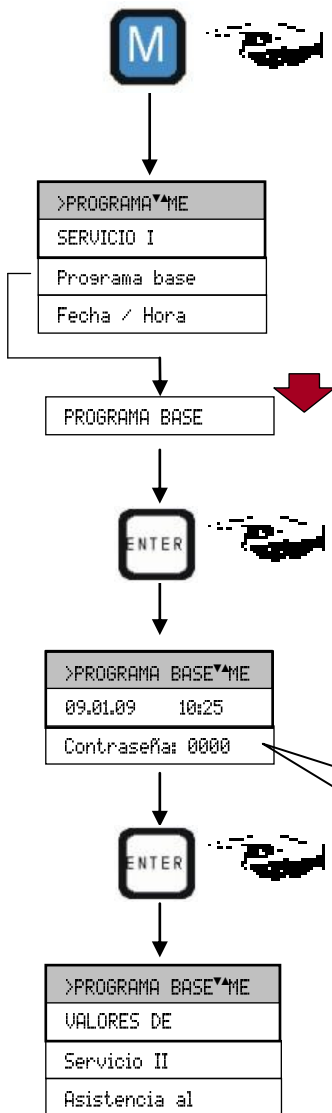 M
>PROGRAMA▼▲ME
SERVICIO I
Programa base
Fecha / Hora
PROGRAMA BASE
ENTER
>PROGRAMA BASE▼▲ME
09.01.09 10:25
Contraseña: 0000
ENTER
>PROGRAMA BASE▼▲ME
VALORES DE
Servicio II
Asistencia al